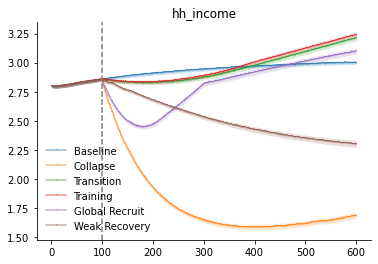 hh_income
3.25
3.00
2.75
2.50
2.25
2.00
1.75
1.50
Baseline
Collapse
Transition
Training
Global Recruit
Weak Recovery
0 100 200 300 400 500 600